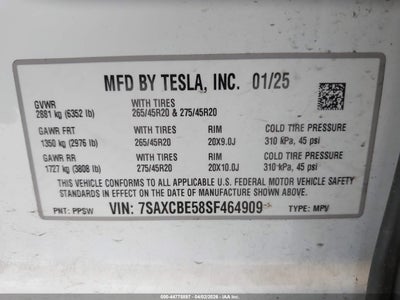 MFD BY TESLA, INC. 01/25
GVWR WITH TIRES
2881 kg (6352 lb) 265/45R20 & 275/45R20
GAWR FRT WITH TIRES RIM COLD TIRE PRESSURE
1350 kg (2976 lb) 265/45R20 20X9.0J 310 kPa, 45 psi
GAWR RR WITH TIRES RIM COLD TIRE PRESSURE
1727 kg (3808 lb) 275/45R20 20X10.0J 310 kPa, 45 psi
THIS VEHICLE CONFORMS TO ALL APPLICABLE U.S. FEDERAL MOTOR VEHICLE SAFETY
STANDARDS IN EFFECT ON THE DATE OF MANUFACTURE SHOWN ABOVE.
PNT: PPSW VIN: 7SAXCBE58SF464909 TYPE: MPV